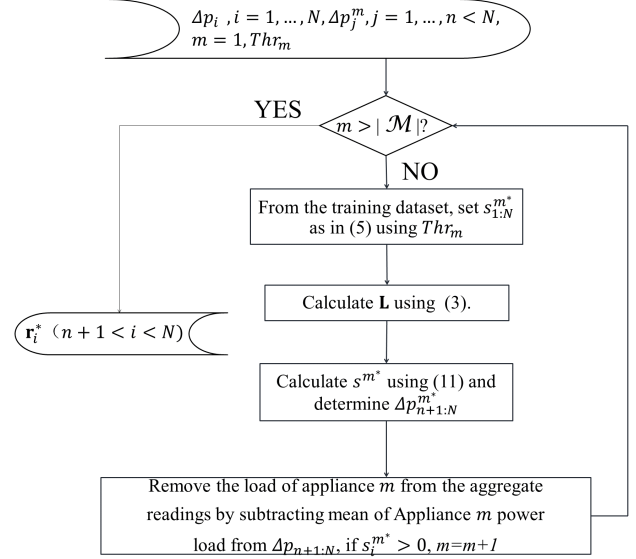 Δp_i , i = 1, … , N, Δp_j^m, j = 1, … , n < N,
m = 1, Thr_m
YES
m > | ℳ |?
NO
From the training dataset, set s_{1:N}^{m*}
as in (5) using Thr_m
Calculate L using (3).
r_i^* (n + 1 < i < N)
Calculate s^{m*} using (11) and
determine Δp_{n+1:N}^{m*}
Remove the load of appliance m from the aggregate
readings by subtracting mean of Appliance m power
load from Δp_{n+1:N}, if s_i^{m*} > 0, m=m+1